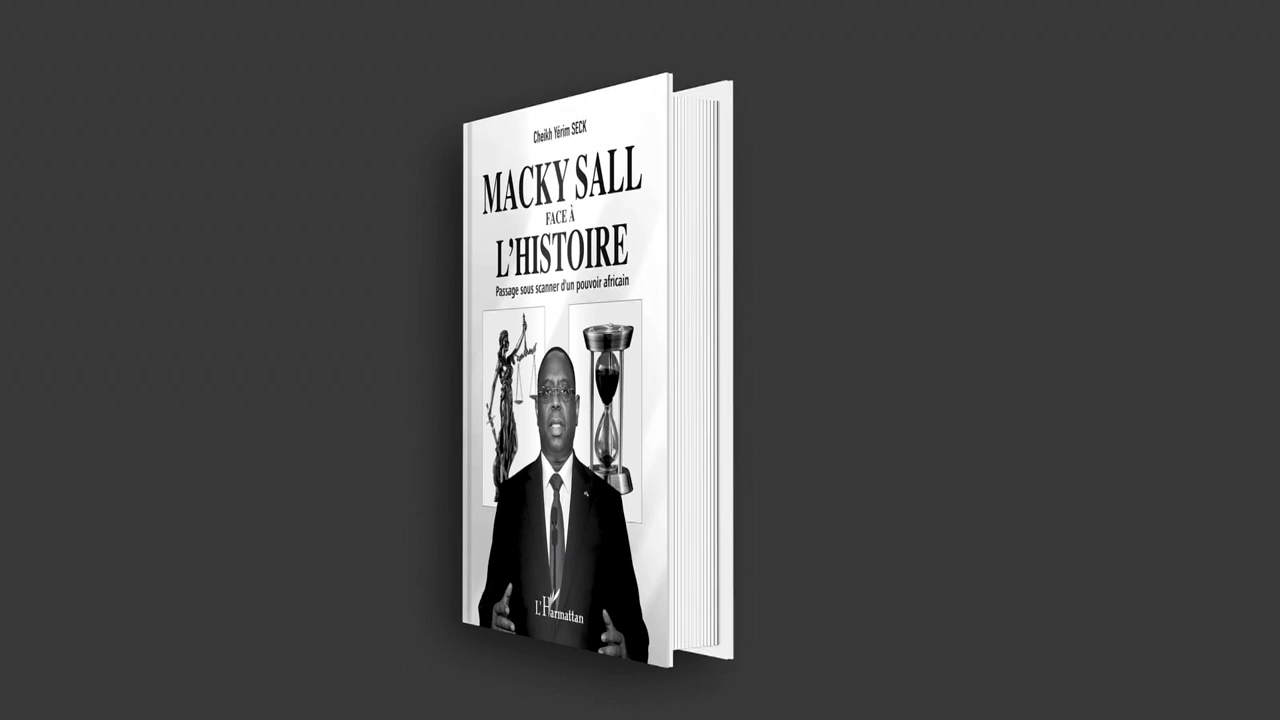 Cheikh Yérim SECK
MACKY SALL
FACE À
L'HISTOIRE
Passage sous scanner d'un pouvoir africain
L'Harmattan